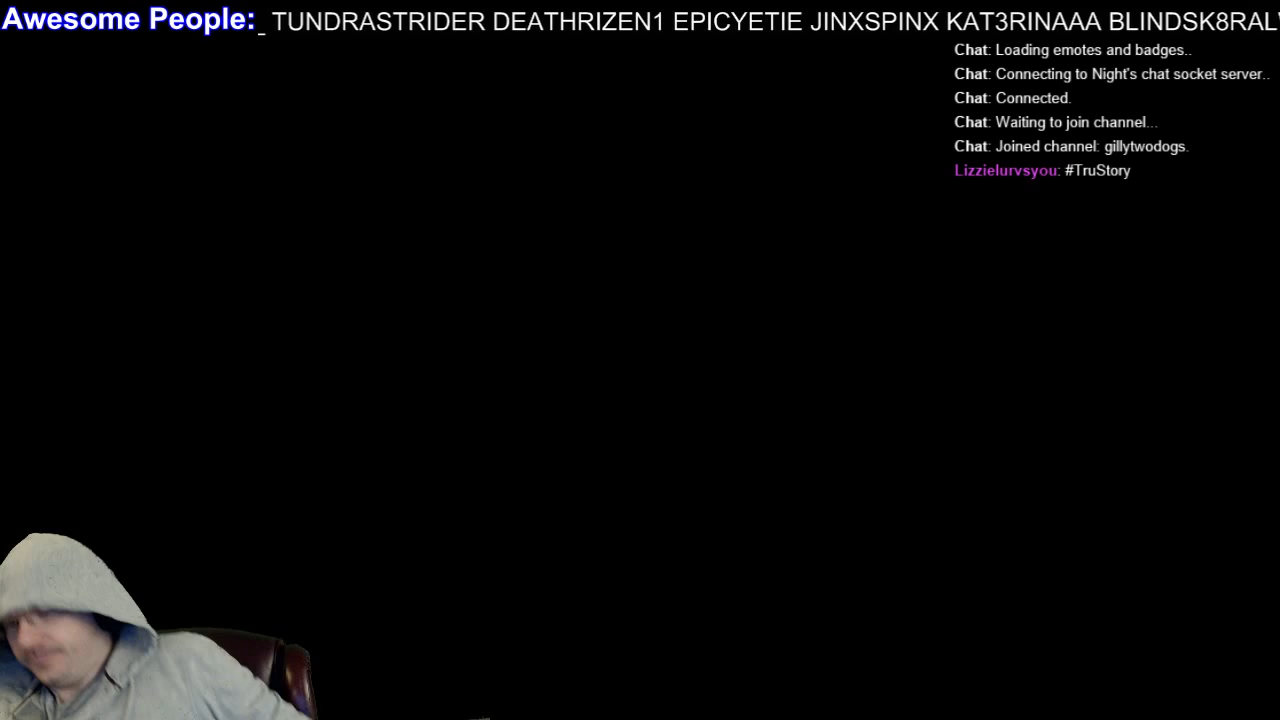 Awesome People:_ TUNDRASTRIDER DEATHRIZEN1 EPICYETIE JINXSPINX KAT3RINAAA BLINDSK8RAL
Chat: Loading emotes and badges..
Chat: Connecting to Night's chat socket server..
Chat: Connected.
Chat: Waiting to join channel...
Chat: Joined channel: gillytwodogs.
Lizzielurvsyou: #TruStory